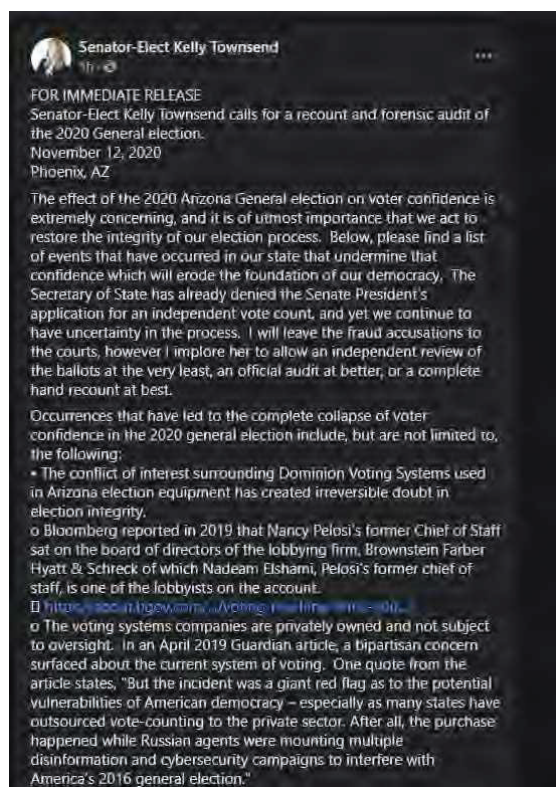 Senator-Elect Kelly Townsend
1h
FOR IMMEDIATE RELEASE
Senator-Elect Kelly Townsend calls for a recount and forensic audit of
the 2020 General election.
November 12, 2020
Phoenix, AZ
The effect of the 2020 Arizona General election on voter confidence is
extremely concerning, and it is of utmost importance that we act to
restore the integrity of our election process. Below, please find a list
of events that have occurred in our state that undermine that
confidence which will erode the foundation of our democracy. The
Secretary of State has already denied the Senate President's
application for an independent vote count, and yet we continue to
have uncertainty in the process. I will leave the fraud accusations to
the courts, however I implore her to allow an independent review of
the ballots at the very least, an official audit at better, or a complete
hand recount at best.
Occurrences that have led to the complete collapse of voter
confidence in the 2020 general election include, but are not limited to,
the following:
• The conflict of interest surrounding Dominion Voting Systems used
in Arizona election equipment has created irreversible doubt in
election integrity.
o Bloomberg reported in 2019 that Nancy Pelosi's former Chief of Staff
sat on the board of directors of the lobbying firm, Brownstein Farber
Hyatt & Schreck of which Nadeam Elshami, Pelosi's former chief of
staff, is one of the lobbyists on the account.
o The voting systems companies are privately owned and not subject
to oversight. In an April 2019 Guardian article, a bipartisan concern
surfaced about the current system of voting. One quote from the
article states, "But the incident was a giant red flag as to the potential
vulnerabilities of American democracy – especially as many states have
outsourced vote-counting to the private sector. After all, the purchase
happened while Russian agents were mounting multiple
disinformation and cybersecurity campaigns to interfere with
America's 2016 general election."